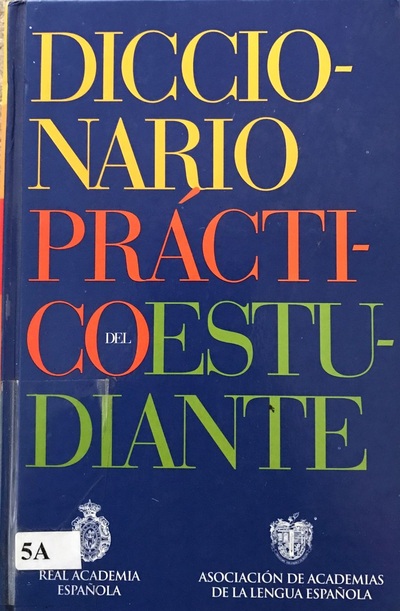 DICCIO-
NARIO
PRÁCTI-
CO DEL ESTU-
DIANTE
5A
REAL ACADEMIA
ESPAÑOLA
ASOCIACIÓN DE ACADEMIAS
DE LA LENGUA ESPAÑOLA